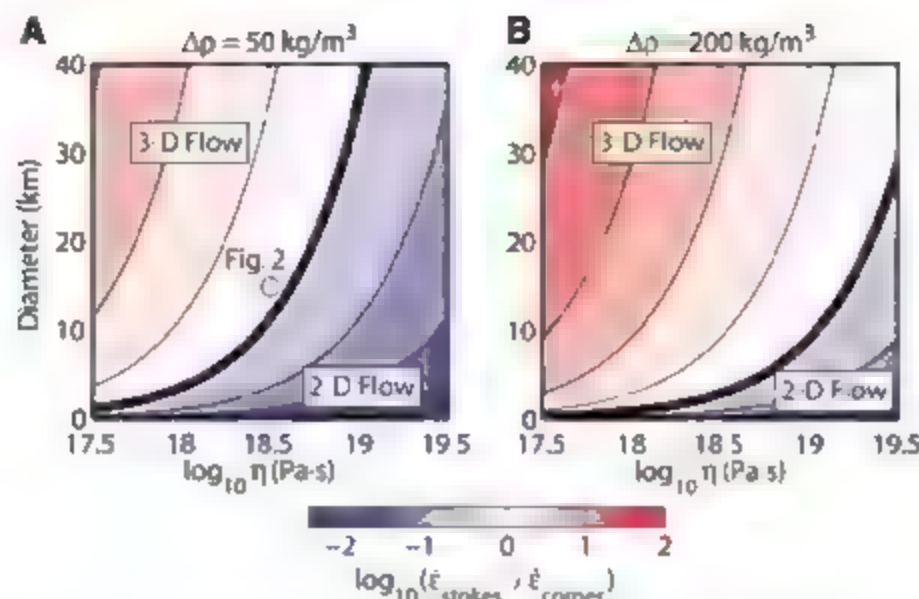 A
Δρ = 50 kg/m³
B
Δρ 200 kg/m³
Diameter (km)
40
30
20
10
0
3-D Flow
Fig. 2
2-D Flow
17.5 18 18.5 19 19.5
log₁₀ η (Pa·s)
40
30
20
10
0
3-D Flow
2-D Flow
17.5 18 18.5 19 19.5
log₁₀ η (Pa·s)
−2 −1 0 1 2
log₁₀(ε̇stokes / ε̇corner)